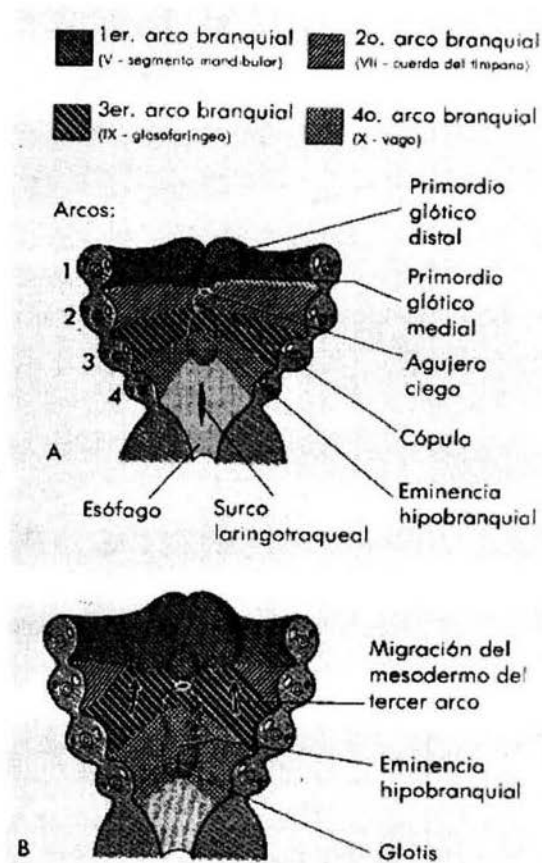 1er. arco branquial
(V - segmento mandibular)
2o. arco branquial
(VII - cuerda del tímpano)
3er. arco branquial
(IX - glosofaríngeo)
4o. arco branquial
(X - vago)
Arcos:
1
2
3
4
Primordio
glótico
distal
Primordio
glótico
medial
Agujero
ciego
Cópula
Eminencia
hipobranquial
A
Esófago
Surco
laringotraqueal
Migración del
mesodermo del
tercer arco
Eminencia
hipobranquial
B
Glotis